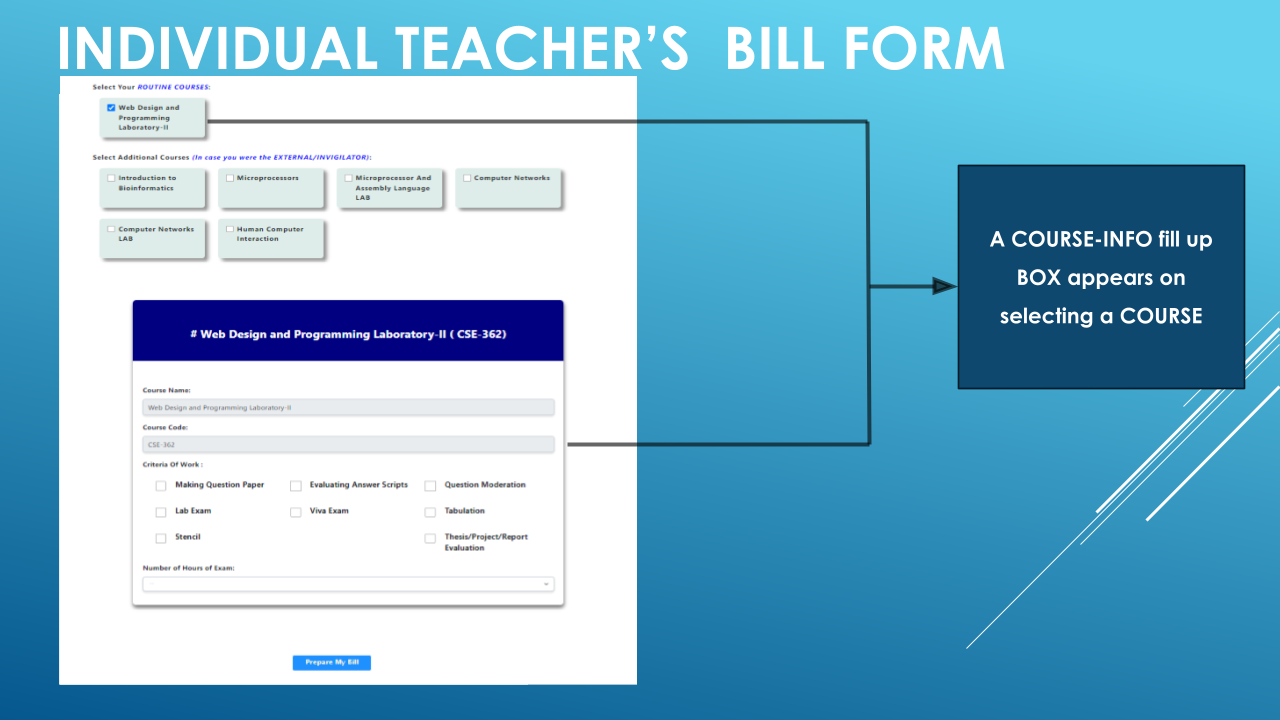 INDIVIDUAL TEACHER’S BILL FORM
Select Your ROUTINE COURSES:
Web Design and
Programming
Laboratory-II
Select Additional Courses (In case you were the EXTERNAL/INVIGILATOR):
Introduction to
Bioinformatics
Microprocessors
Microprocessor And
Assembly Language
LAB
Computer Networks
Computer Networks
LAB
Human Computer
Interaction
# Web Design and Programming Laboratory-II ( CSE-362)
Course Name:
Web Design and Programming Laboratory-II
Course Code:
CSE-362
Criteria Of Work :
Making Question Paper
Evaluating Answer Scripts
Question Moderation
Lab Exam
Viva Exam
Tabulation
Stencil
Thesis/Project/Report
Evaluation
Number of Hours of Exam:
Prepare My Bill
A COURSE-INFO fill up
BOX appears on
selecting a COURSE